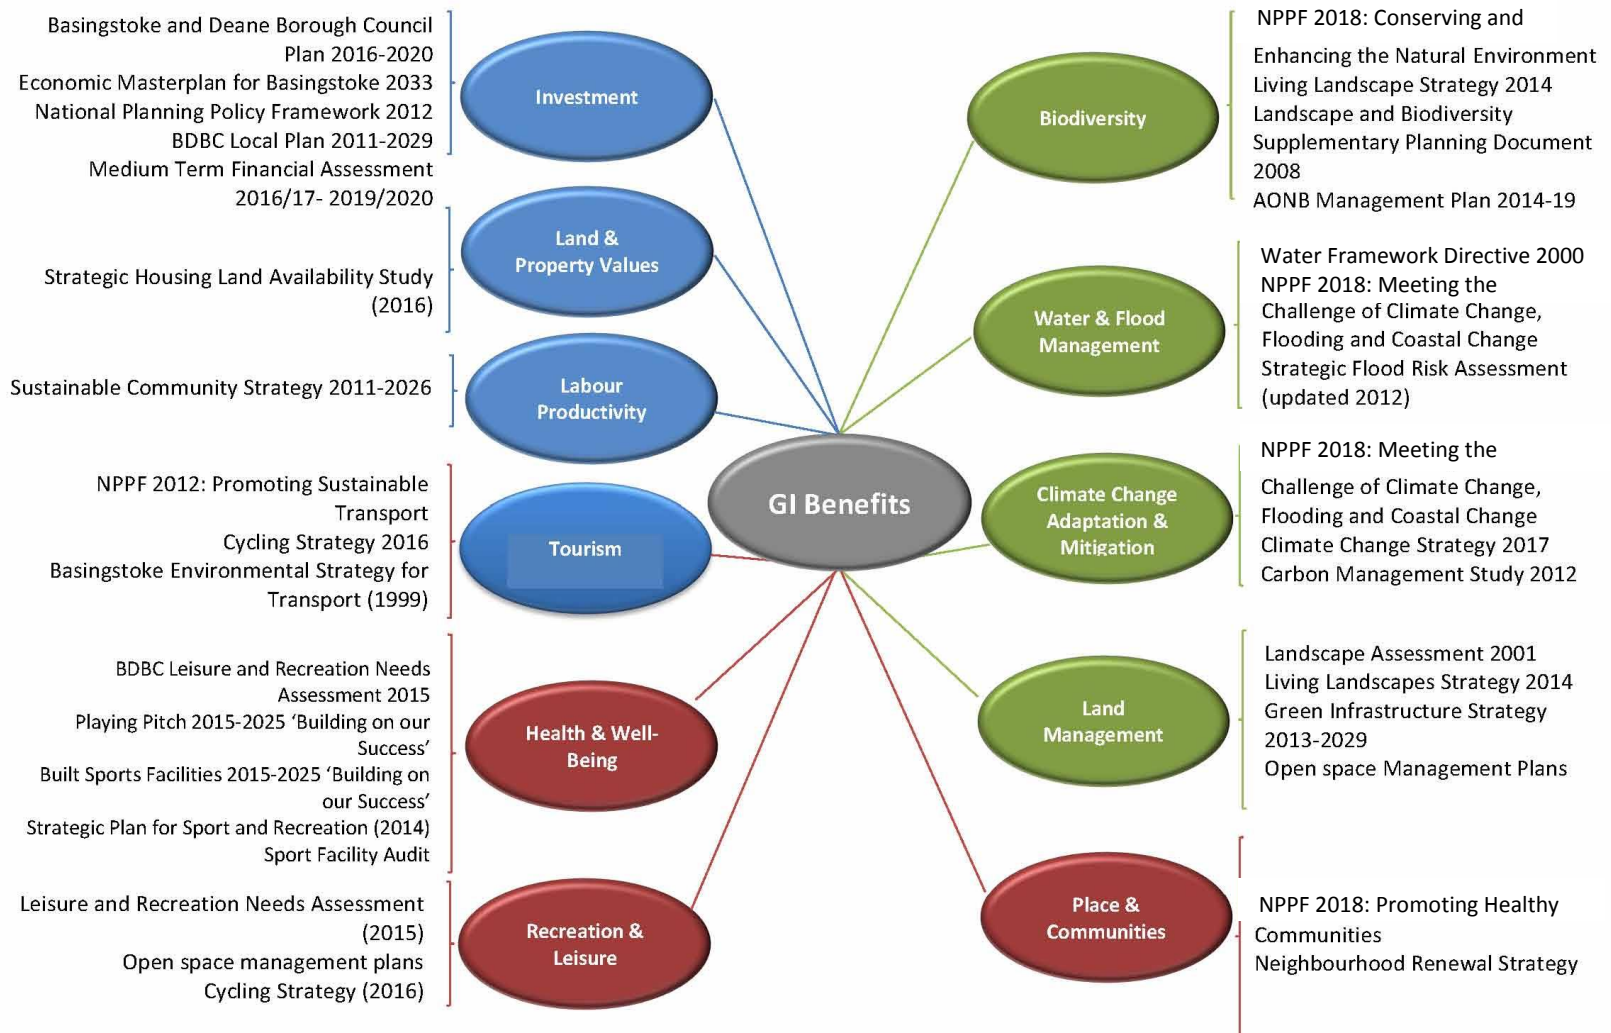 Basingstoke and Deane Borough Council
Plan 2016-2020
Economic Masterplan for Basingstoke 2033
National Planning Policy Framework 2012
BDBC Local Plan 2011-2029
Medium Term Financial Assessment
2016/17- 2019/2020
Investment
Strategic Housing Land Availability Study
(2016)
Land &
Property Values
Sustainable Community Strategy 2011-2026
Labour
Productivity
NPPF 2012: Promoting Sustainable
Transport
Cycling Strategy 2016
Basingstoke Environmental Strategy for
Transport (1999)
Tourism
BDBC Leisure and Recreation Needs
Assessment 2015
Playing Pitch 2015-2025 ‘Building on our
Success’
Built Sports Facilities 2015-2025 ‘Building on
our Success’
Strategic Plan for Sport and Recreation (2014)
Sport Facility Audit
Health & Well-
Being
Leisure and Recreation Needs Assessment
(2015)
Open space management plans
Cycling Strategy (2016)
Recreation &
Leisure
GI Benefits
Biodiversity
NPPF 2018: Conserving and
Enhancing the Natural Environment
Living Landscape Strategy 2014
Landscape and Biodiversity
Supplementary Planning Document
2008
AONB Management Plan 2014-19
Water & Flood
Management
Water Framework Directive 2000
NPPF 2018: Meeting the
Challenge of Climate Change,
Flooding and Coastal Change
Strategic Flood Risk Assessment
(updated 2012)
Climate Change
Adaptation &
Mitigation
NPPF 2018: Meeting the
Challenge of Climate Change,
Flooding and Coastal Change
Climate Change Strategy 2017
Carbon Management Study 2012
Land
Management
Landscape Assessment 2001
Living Landscapes Strategy 2014
Green Infrastructure Strategy
2013-2029
Open space Management Plans
Place &
Communities
NPPF 2018: Promoting Healthy
Communities
Neighbourhood Renewal Strategy